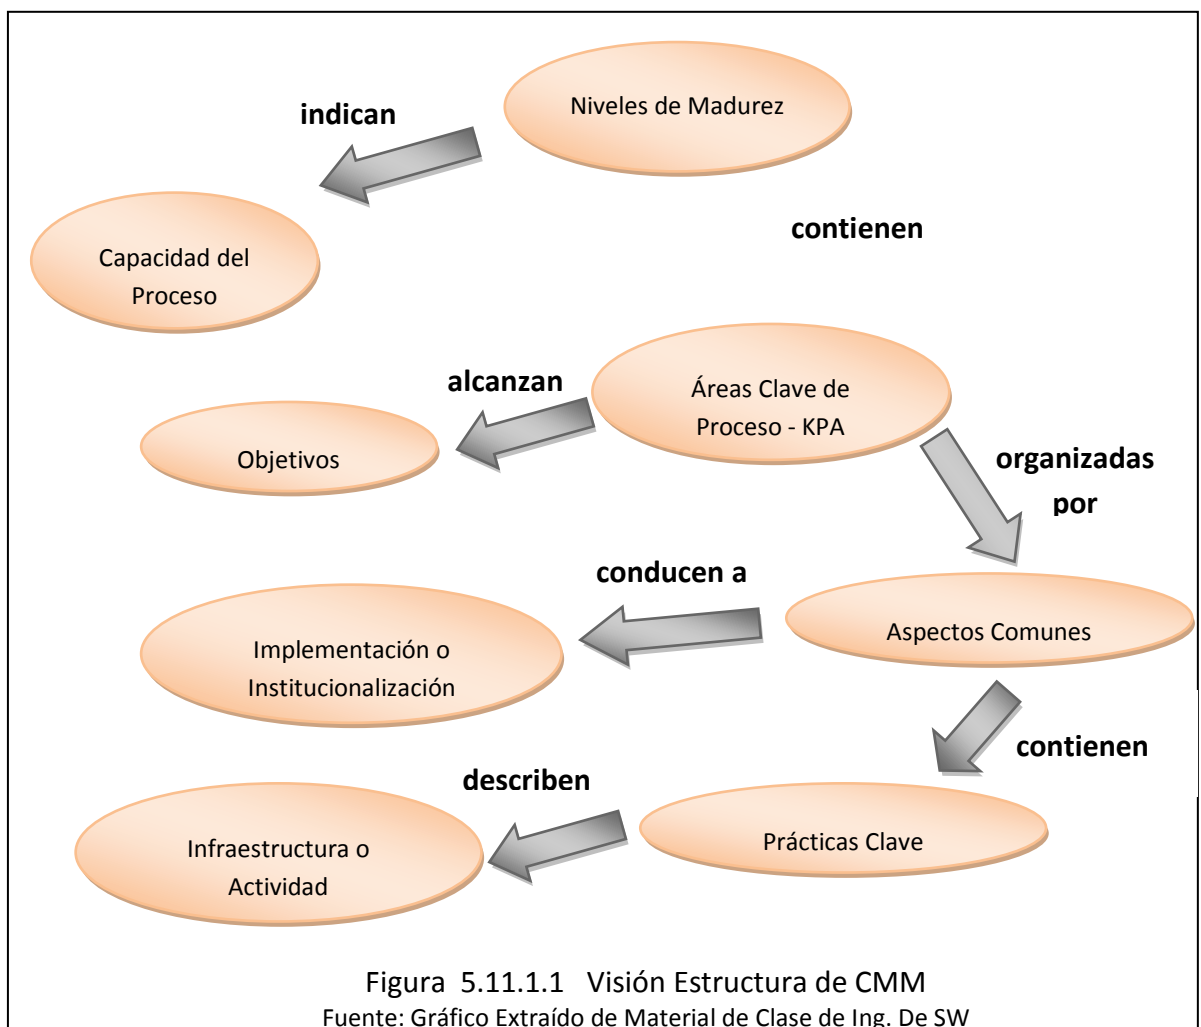 Niveles de Madurez
indican
contienen
Capacidad del
Proceso
alcanzan
Áreas Clave de
Proceso - KPA
Objetivos
organizadas
por
conducen a
Aspectos Comunes
Implementación o
Institucionalización
contienen
describen
Prácticas Clave
Infraestructura o
Actividad
Figura 5.11.1.1 Visión Estructura de CMM
Fuente: Gráfico Extraído de Material de Clase de Ing. De SW